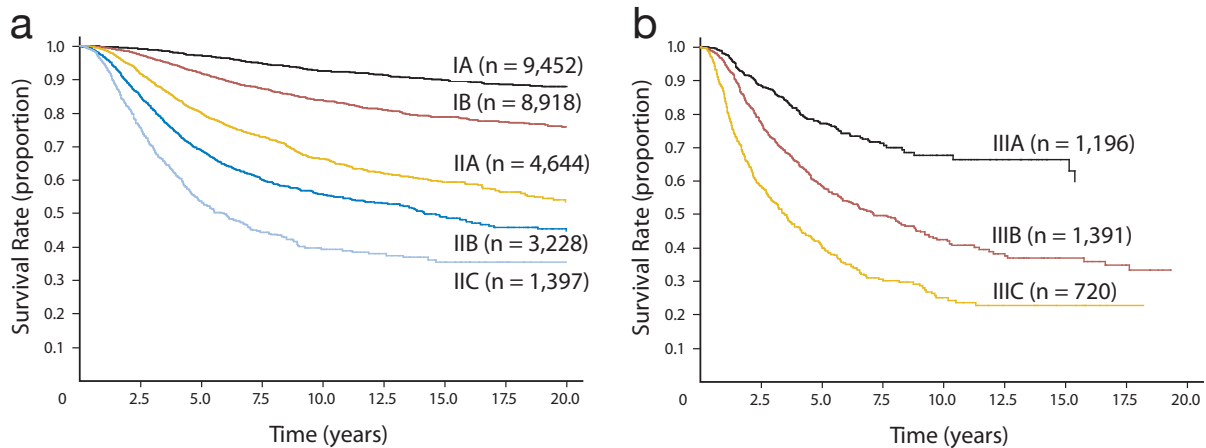 a
1.0
0.9
0.8
0.7
0.6
0.5
0.4
0.3
0.2
0.1
0
2.5
5.0
7.5
10.0
12.5
15.0
17.5
20.0
Survival Rate (proportion)
Time (years)
IA (n = 9,452)
IB (n = 8,918)
IIA (n = 4,644)
IIB (n = 3,228)
IIC (n = 1,397)
b
1.0
0.9
0.8
0.7
0.6
0.5
0.4
0.3
0.2
0.1
0
2.5
5.0
7.5
10.0
12.5
15.0
17.5
20.0
Survival Rate (proportion)
Time (years)
IIIA (n = 1,196)
IIIB (n = 1,391)
IIIC (n = 720)